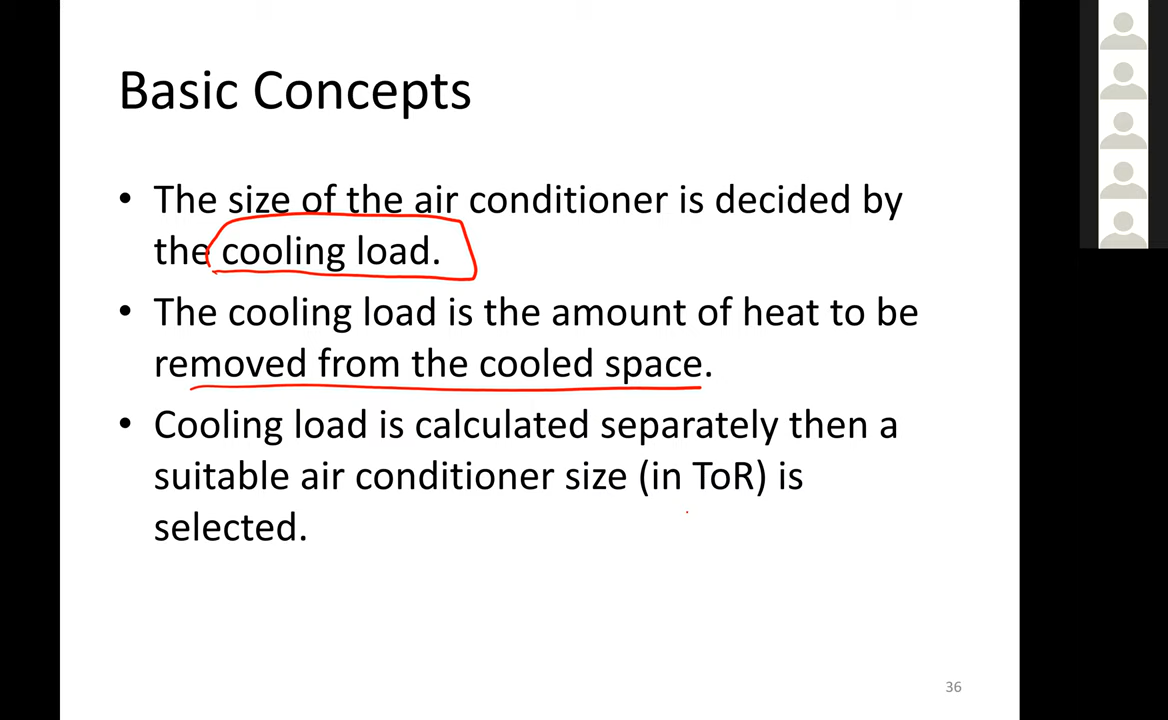 Basic Concepts
• The size of the air conditioner is decided by
the cooling load.
• The cooling load is the amount of heat to be
removed from the cooled space.
• Cooling load is calculated separately then a
suitable air conditioner size (in ToR) is
selected.
36